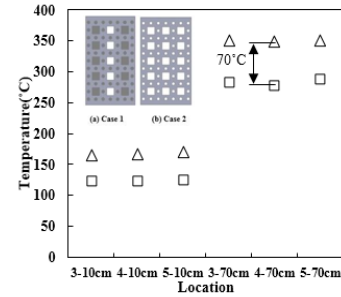 400
350
300
250
200
150
100
50
0
Temperature(°C)
(a) Case 1 (b) Case 2
70°C
3-10cm 4-10cm 5-10cm 3-70cm 4-70cm 5-70cm
Location